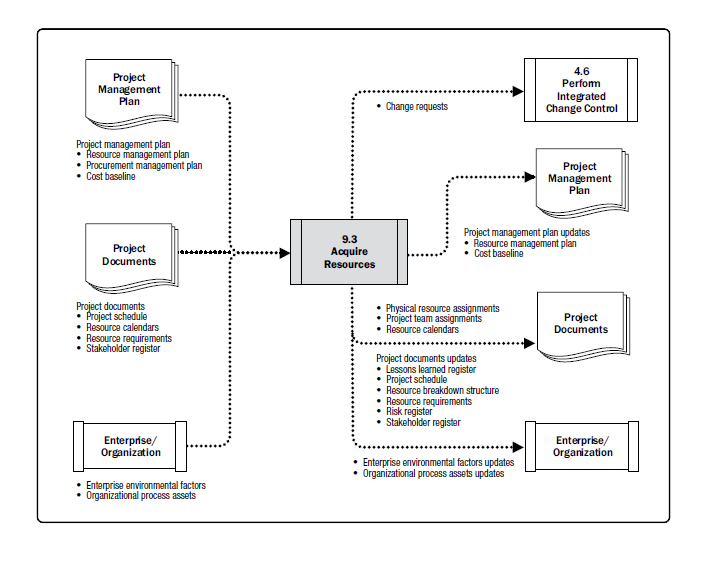 Project
Management
Plan
Project management plan
• Resource management plan
• Procurement management plan
• Cost baseline
Project
Documents
Project documents
• Project schedule
• Resource calendars
• Resource requirements
• Stakeholder register
Enterprise/
Organization
• Enterprise environmental factors
• Organizational process assets
9.3
Acquire
Resources
• Change requests
4.6
Perform
Integrated
Change Control
Project
Management
Plan
Project management plan updates
• Resource management plan
• Cost baseline
• Physical resource assignments
• Project team assignments
• Resource calendars
Project
Documents
Project documents updates
• Lessons learned register
• Project schedule
• Resource breakdown structure
• Resource requirements
• Risk register
• Stakeholder register
Enterprise/
Organization
• Enterprise environmental factors updates
• Organizational process assets updates